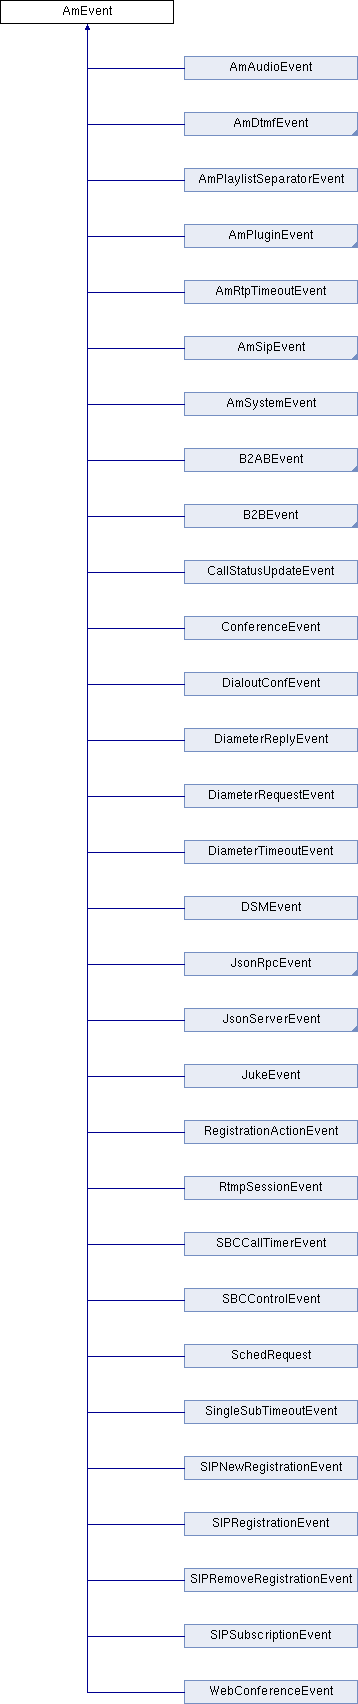 AmEvent
AmAudioEvent
AmDtmfEvent
AmPlaylistSeparatorEvent
AmPluginEvent
AmRtpTimeoutEvent
AmSipEvent
AmSystemEvent
B2ABEvent
B2BEvent
CallStatusUpdateEvent
ConferenceEvent
DialoutConfEvent
DiameterReplyEvent
DiameterRequestEvent
DiameterTimeoutEvent
DSMEvent
JsonRpcEvent
JsonServerEvent
JukeEvent
RegistrationActionEvent
RtmpSessionEvent
SBCCallTimerEvent
SBCControlEvent
SchedRequest
SingleSubTimeoutEvent
SIPNewRegistrationEvent
SIPRegistrationEvent
SIPRemoveRegistrationEvent
SIPSubscriptionEvent
WebConferenceEvent